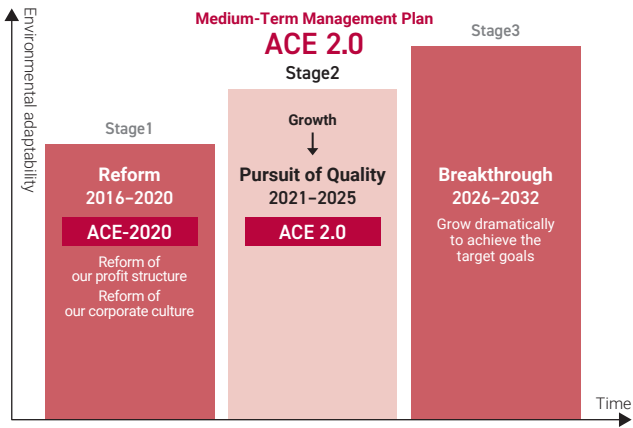 Medium-Term Management Plan
ACE 2.0
Environmental adaptability
Stage1
Reform
2016–2020
ACE-2020
Reform of
our profit structure
Reform of
our corporate culture
Stage2
Growth
Pursuit of Quality
2021–2025
ACE 2.0
Stage3
Breakthrough
2026–2032
Grow dramatically
to achieve the
target goals
Time